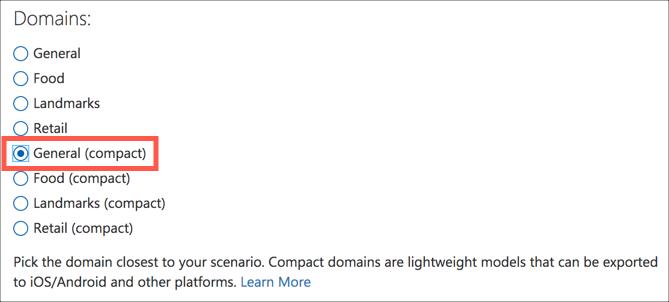 Domains:
General
Food
Landmarks
Retail
General (compact)
Food (compact)
Landmarks (compact)
Retail (compact)
Pick the domain closest to your scenario. Compact domains are lightweight models that can be exported
to iOS/Android and other platforms. Learn More